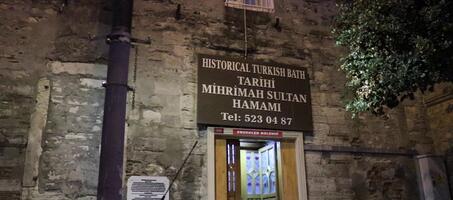 HISTORICAL TURKISH BATH
TARİHİ
MİHRİMAH SULTAN
HAMAMI
Tel: 523 04 87